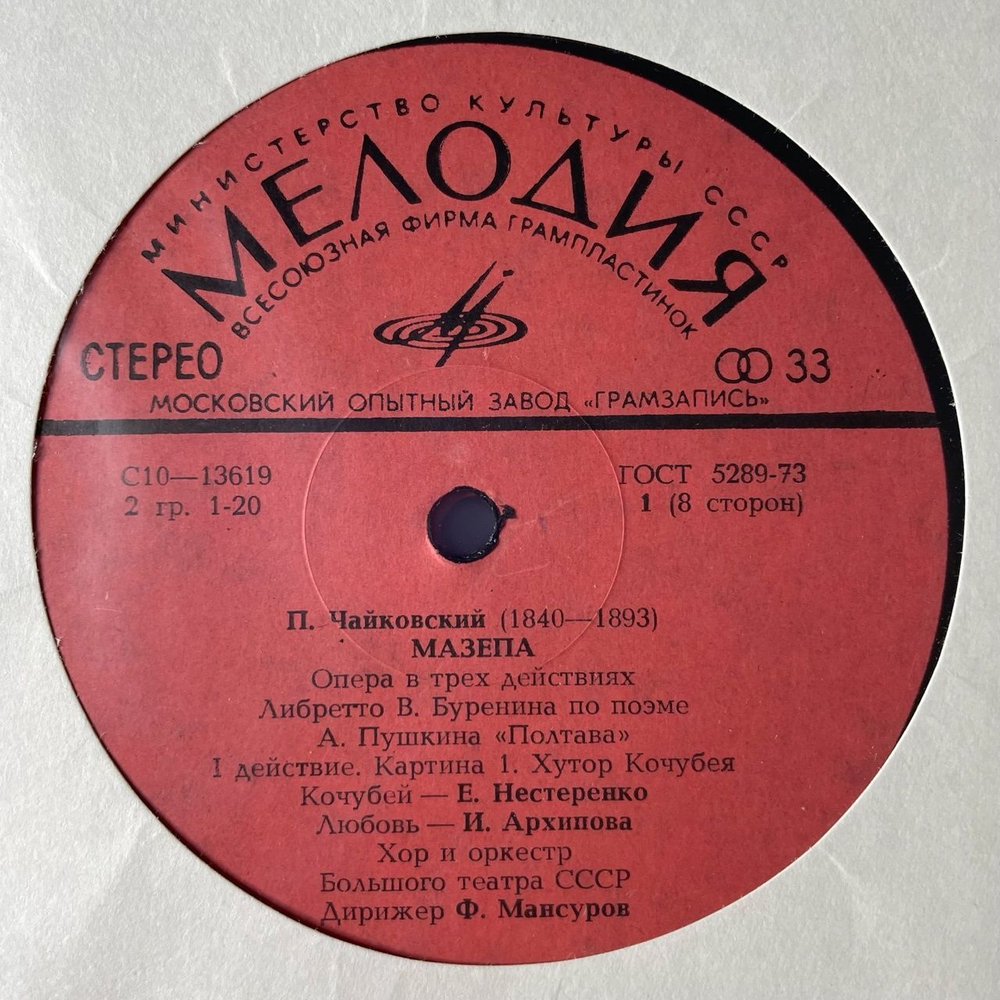 МИНИСТЕРСТВО КУЛЬТУРЫ СССР
МЕЛОДИЯ
ВСЕСОЮЗНАЯ ФИРМА ГРАМПЛАСТИНОК
СТЕРЕО
33
МОСКОВСКИЙ ОПЫТНЫЙ ЗАВОД «ГРАМЗАПИСЬ»
С10—13619 ГОСТ 5289-73
2 гр. 1-20 1 (8 сторон)
П. Чайковский (1840—1893)
МАЗЕПА
Опера в трех действиях
Либретто В. Буренина по поэме
А. Пушкина «Полтава»
I действие. Картина 1. Хутор Кочубея
Кочубей — Е. Нестеренко
Любовь — И. Архипова
Хор и оркестр
Большого театра СССР
Дирижер Ф. Мансуров